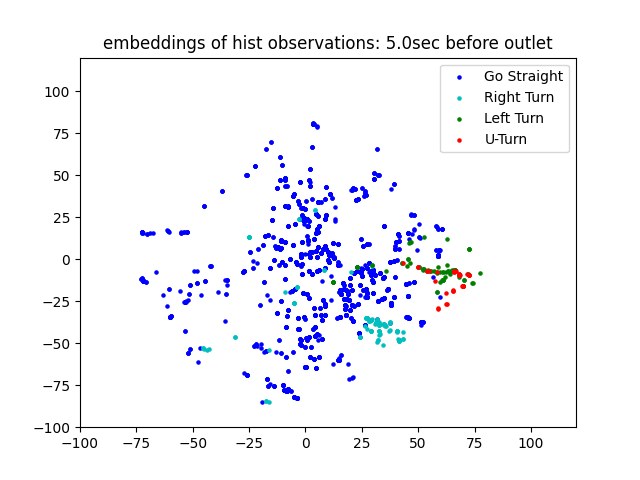 embeddings of hist observations: 5.0sec before outlet
Go Straight
Right Turn
Left Turn
U-Turn
100
75
50
25
0
−25
−50
−75
−100
−100 −75 −50 −25 0 25 50 75 100